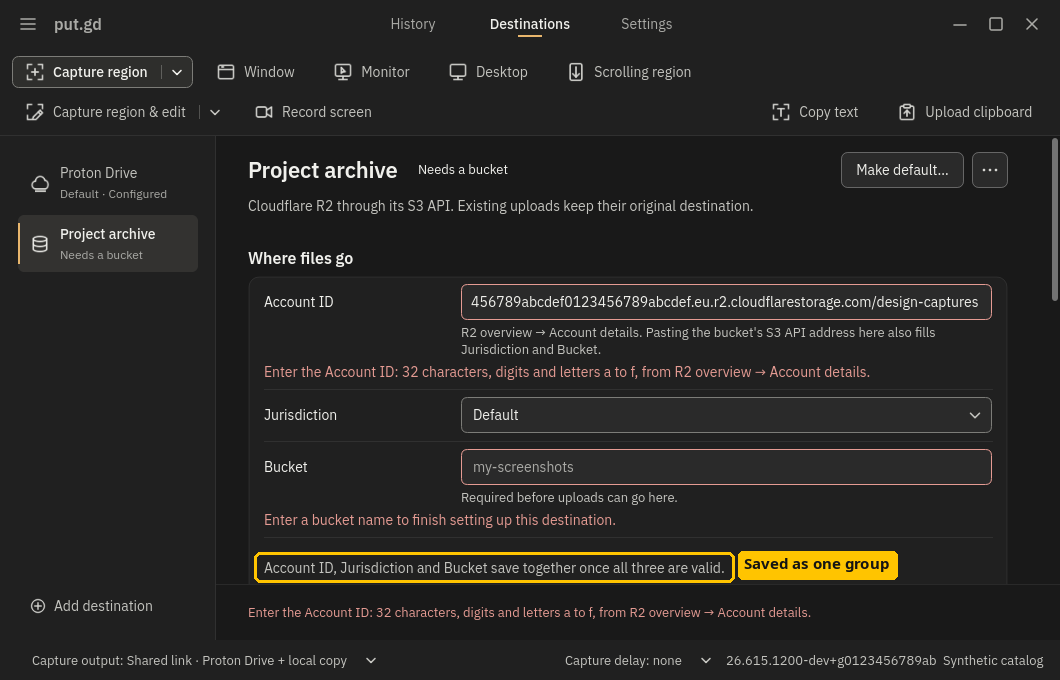 put.gd
History
Destinations
Settings
Capture region
Window
Monitor
Desktop
Scrolling region
Capture region & edit
Record screen
Copy text
Upload clipboard
Proton Drive
Default · Configured
Project archive
Needs a bucket
Add destination
Project archive
Needs a bucket
Make default...
Cloudflare R2 through its S3 API. Existing uploads keep their original destination.
Where files go
Account ID
456789abcdef0123456789abcdef.eu.r2.cloudflarestorage.com/design-captures
R2 overview → Account details. Pasting the bucket's S3 API address here also fills
Jurisdiction and Bucket.
Enter the Account ID: 32 characters, digits and letters a to f, from R2 overview → Account details.
Jurisdiction
Default
Bucket
my-screenshots
Required before uploads can go here.
Enter a bucket name to finish setting up this destination.
Account ID, Jurisdiction and Bucket save together once all three are valid.
Saved as one group
Enter the Account ID: 32 characters, digits and letters a to f, from R2 overview → Account details.
Capture output: Shared link · Proton Drive + local copy
Capture delay: none
26.615.1200-dev+g0123456789ab
Synthetic catalog